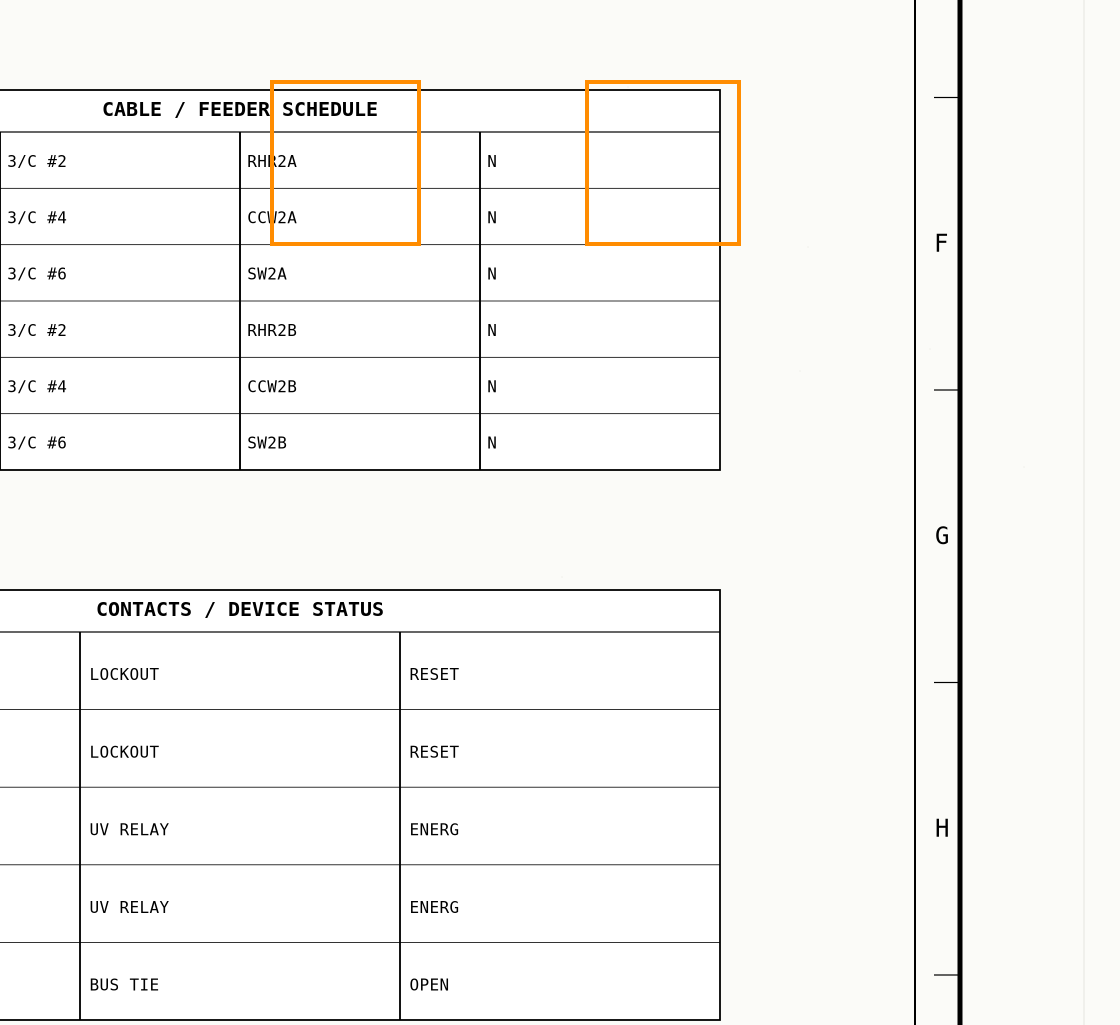 CABLE / FEEDER SCHEDULE
3/C #2 RHR2A N
3/C #4 CCW2A N
3/C #6 SW2A N
3/C #2 RHR2B N
3/C #4 CCW2B N
3/C #6 SW2B N
CONTACTS / DEVICE STATUS
LOCKOUT RESET
LOCKOUT RESET
UV RELAY ENERG
UV RELAY ENERG
BUS TIE OPEN
F
G
H